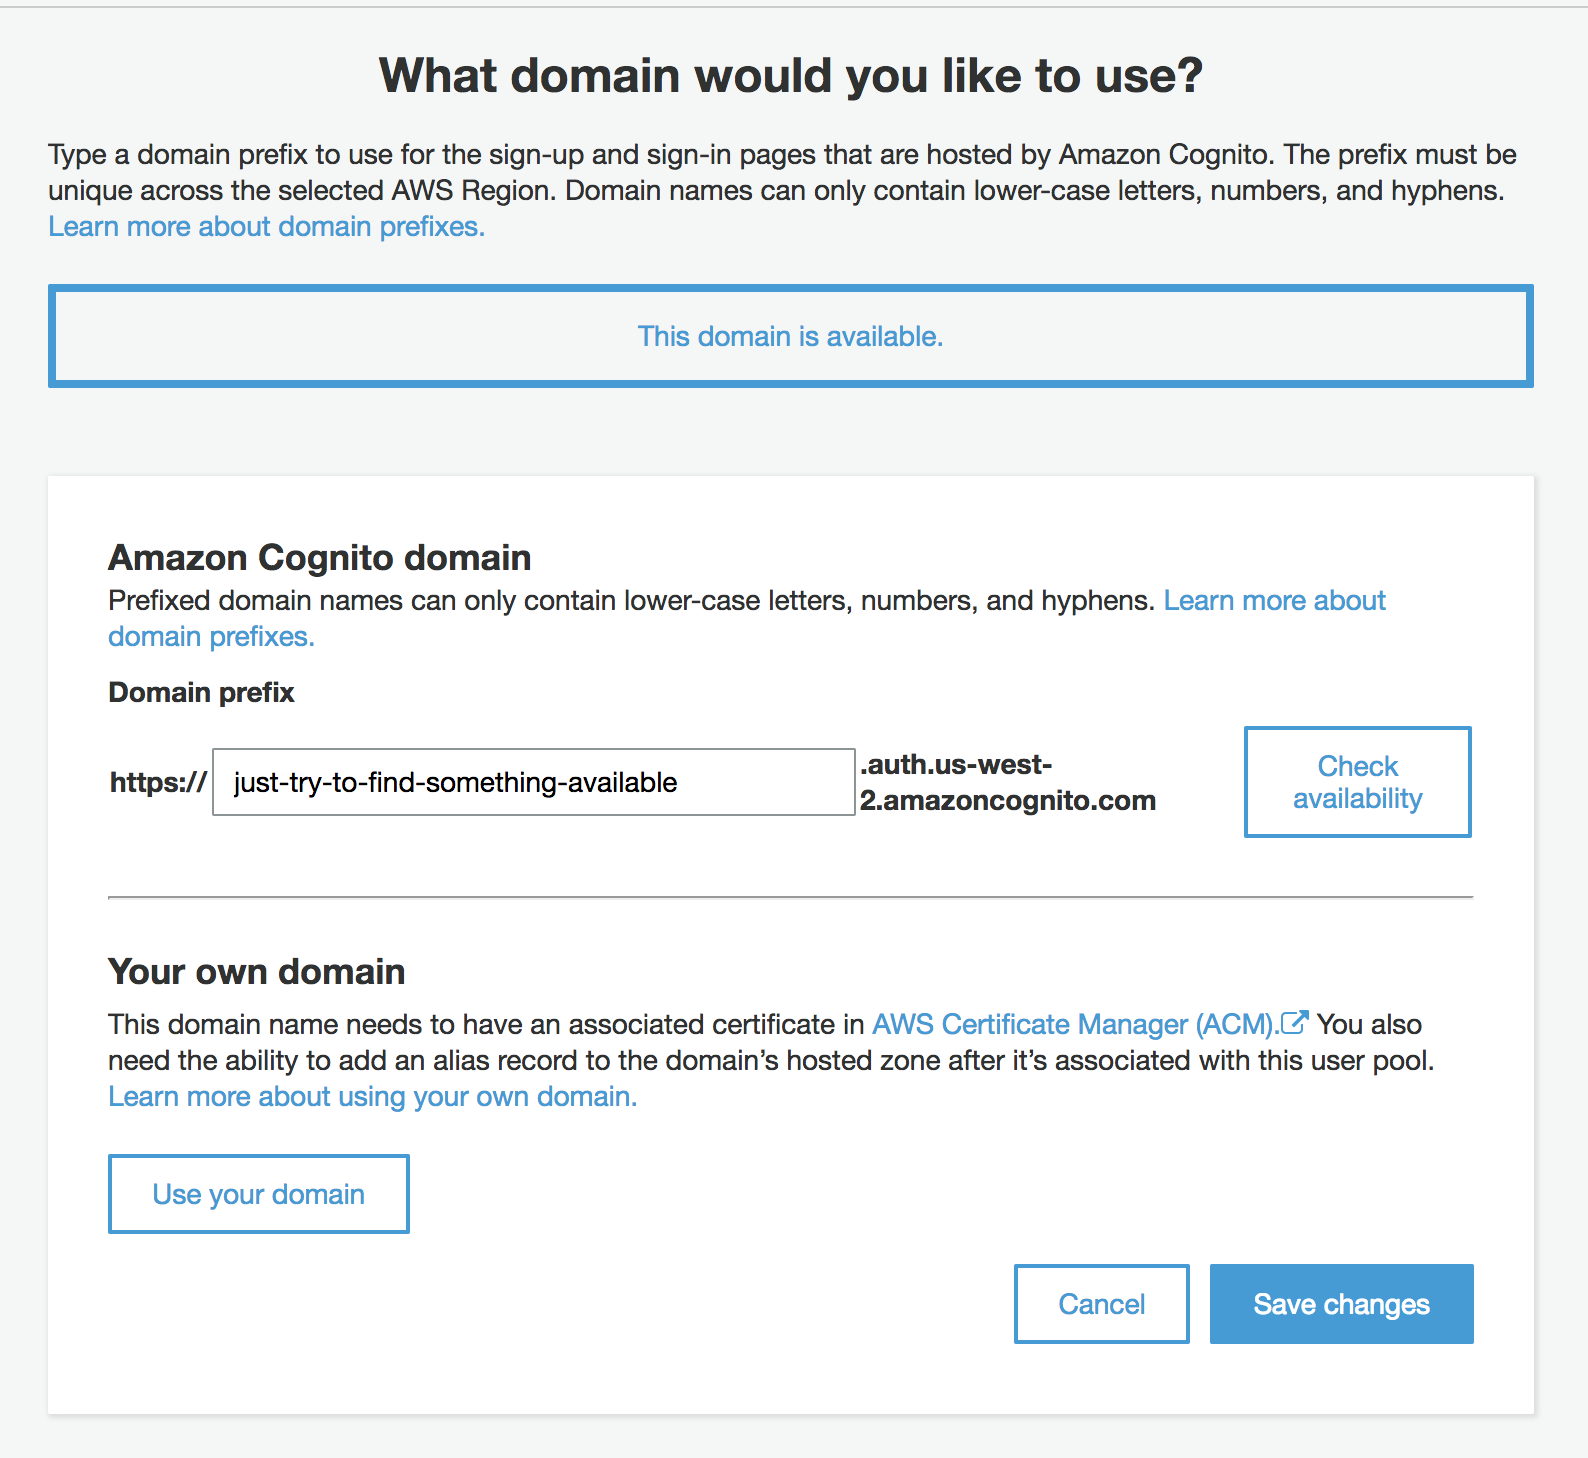 What domain would you like to use?
Type a domain prefix to use for the sign-up and sign-in pages that are hosted by Amazon Cognito. The prefix must be
unique across the selected AWS Region. Domain names can only contain lower-case letters, numbers, and hyphens.
Learn more about domain prefixes.
This domain is available.
Amazon Cognito domain
Prefixed domain names can only contain lower-case letters, numbers, and hyphens. Learn more about
domain prefixes.
Domain prefix
https:// just-try-to-find-something-available .auth.us-west-
2.amazoncognito.com
Check
availability
Your own domain
This domain name needs to have an associated certificate in AWS Certificate Manager (ACM). You also
need the ability to add an alias record to the domain’s hosted zone after it’s associated with this user pool.
Learn more about using your own domain.
Use your domain
Cancel
Save changes